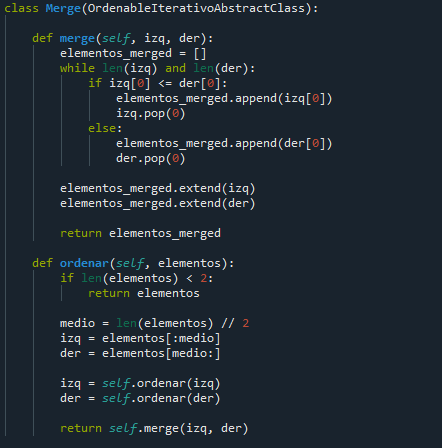 class Merge(OrdenableIterativoAbstractClass):
    def merge(self, izq, der):
        elementos_merged = []
        while len(izq) and len(der):
            if izq[0] <= der[0]:
                elementos_merged.append(izq[0])
                izq.pop(0)
            else:
                elementos_merged.append(der[0])
                der.pop(0)
        elementos_merged.extend(izq)
        elementos_merged.extend(der)
        return elementos_merged
    def ordenar(self, elementos):
        if len(elementos) < 2:
            return elementos
        medio = len(elementos) // 2
        izq = elementos[:medio]
        der = elementos[medio:]
        izq = self.ordenar(izq)
        der = self.ordenar(der)
        return self.merge(izq, der)